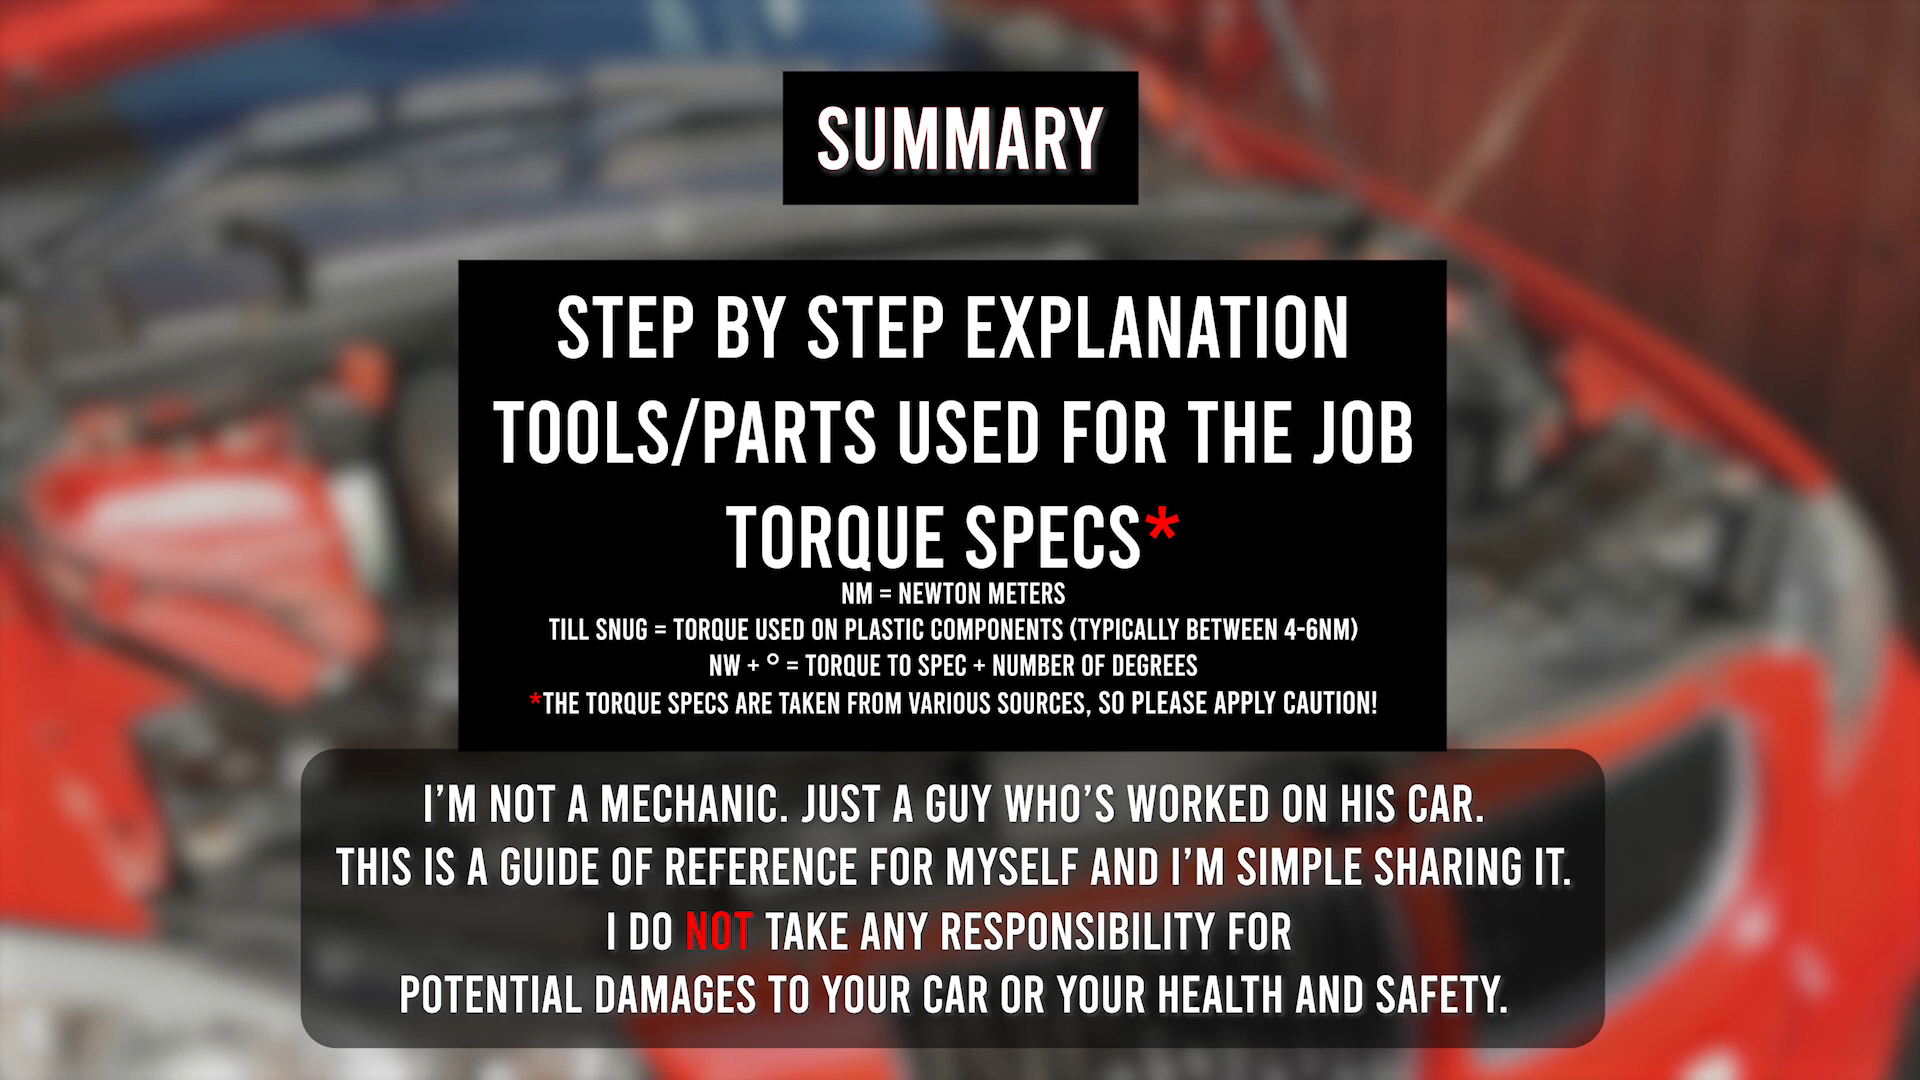 SUMMARY
STEP BY STEP EXPLANATION
TOOLS/PARTS USED FOR THE JOB
TORQUE SPECS*
NM = NEWTON METERS
TILL SNUG = TORQUE USED ON PLASTIC COMPONENTS (TYPICALLY BETWEEN 4-6NM)
NW + ° = TORQUE TO SPEC + NUMBER OF DEGREES
*THE TORQUE SPECS ARE TAKEN FROM VARIOUS SOURCES, SO PLEASE APPLY CAUTION!
I'M NOT A MECHANIC. JUST A GUY WHO'S WORKED ON HIS CAR.
THIS IS A GUIDE OF REFERENCE FOR MYSELF AND I'M SIMPLE SHARING IT.
I DO NOT TAKE ANY RESPONSIBILITY FOR
POTENTIAL DAMAGES TO YOUR CAR OR YOUR HEALTH AND SAFETY.